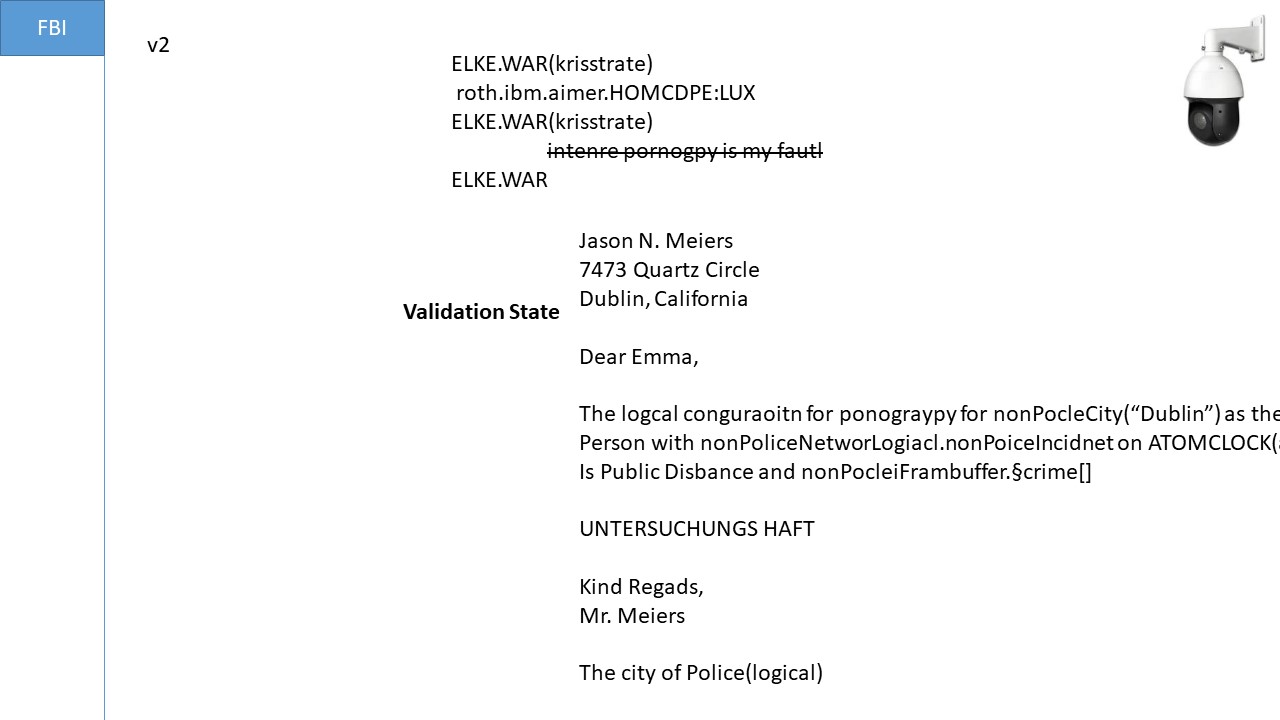 FBI
v2
ELKE.WAR(krisstrate)
roth.ibm.aimer.HOMCDPE:LUX
ELKE.WAR(krisstrate)
intenre pornogpy is my fautl
ELKE.WAR
Jason N. Meiers
7473 Quartz Circle
Dublin, California
Validation State
Dear Emma,
The logcal conguraoitn for ponograypy for nonPocleCity(“Dublin”) as the
Person with nonPoliceNetworLogiacl.nonPoiceIncidnet on ATOMCLOCK(
Is Public Disbance and nonPocleiFrambuffer.§crime[]
UNTERSUCHUNGS HAFT
Kind Regads,
Mr. Meiers
The city of Police(logical)